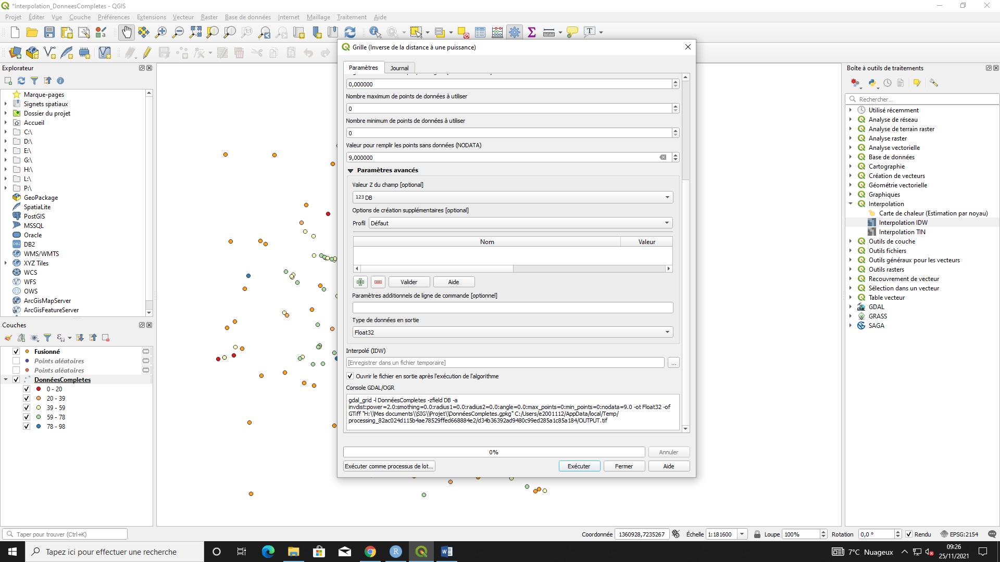 *Interpolation_DonneesCompletes - QGIS
Projet Éditer Vue Couche Préférences Extensions Vecteur Raster Base de données Internet Maillage Traitement Aide
Explorateur
Marque-pages
Signets spatiaux
Dossier du projet
Accueil
C:\
D:\
E:\
G:\
H:\
L:\
P:\
GeoPackage
SpatiaLite
PostGIS
MSSQL
Oracle
DB2
WMS/WMTS
XYZ Tiles
WCS
WFS
OWS
ArcGisMapServer
ArcGisFeatureServer
Couches
Fusionné
Points aléatoires
Points aléatoires
DonnéesCompletes
0 - 20
20 - 39
39 - 59
59 - 78
78 - 98
Grille (Inverse de la distance à une puissance)
Paramètres Journal
0,000000
Nombre maximum de points de données à utiliser
0
Nombre minimum de points de données à utiliser
0
Valeur pour remplir les points sans données (NODATA)
9,000000
Paramètres avancés
Valeur Z du champ [optional]
123 DB
Options de création supplémentaires [optional]
Profil Défaut
Nom Valeur
Valider Aide
Paramètres additionnels de ligne de commande [optionnel]
Type de données en sortie
Float32
Interpolé (IDW)
[Enregistrer dans un fichier temporaire] ...
Ouvrir le fichier en sortie après l'exécution de l'algorithme
Console GDAL/OGR
gdal_grid -l DonnéesCompletes -zfield DB -a
invdist:power=2.0:smothing=0.0:radius1=0.0:radius2=0.0:angle=0.0:max_points=0:min_points=0:nodata=9.0 -ot Float32 -of
GTiff "H:\\Mes documents\\SIG\\Projet\\DonnéesCompletes.gpkg" C:/Users/e2001112/AppData/local/Temp/
processing_82ac024d115b4ae78529ffed668884e2/d34b36392ad9480c99ed285a1c85a184/OUTPUT.tif
0% Annuler
Exécuter comme processus de lot... Exécuter Fermer Aide
Boîte à outils de traitements
Rechercher...
Utilisé récemment
Analyse de réseau
Analyse de terrain raster
Analyse raster
Analyse vectorielle
Base de données
Cartographie
Création de vecteurs
Géométrie vectorielle
Graphiques
Interpolation
Carte de chaleur (Estimation par noyau)
Interpolation IDW
Interpolation TIN
Outils de couche
Outils fichiers
Outils généraux pour les vecteurs
Outils rasters
Recouvrement de vecteur
Sélection dans un vecteur
Table vecteur
GDAL
GRASS
SAGA
Taper pour trouver (Ctrl+K) Coordonnée 1360928,7235267 Échelle 1:181600 Loupe 100% Rotation 0,0 ° Rendu EPSG:2154
Tapez ici pour effectuer une recherche 7°C Nuageux 09:26
25/11/2021